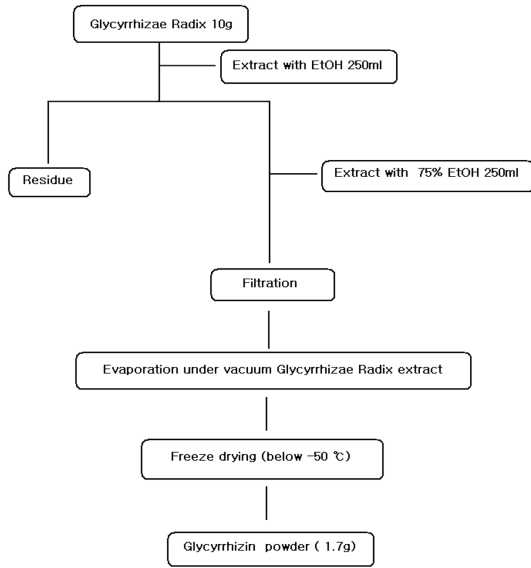 Glycyrrhizae Radix 10g
Extract with EtOH 250ml
Residue
Extract with 75% EtOH 250ml
Filtration
Evaporation under vacuum Glycyrrhizae Radix extract
Freeze drying (below -50 ℃)
Glycyrrhizin powder ( 1.7g)